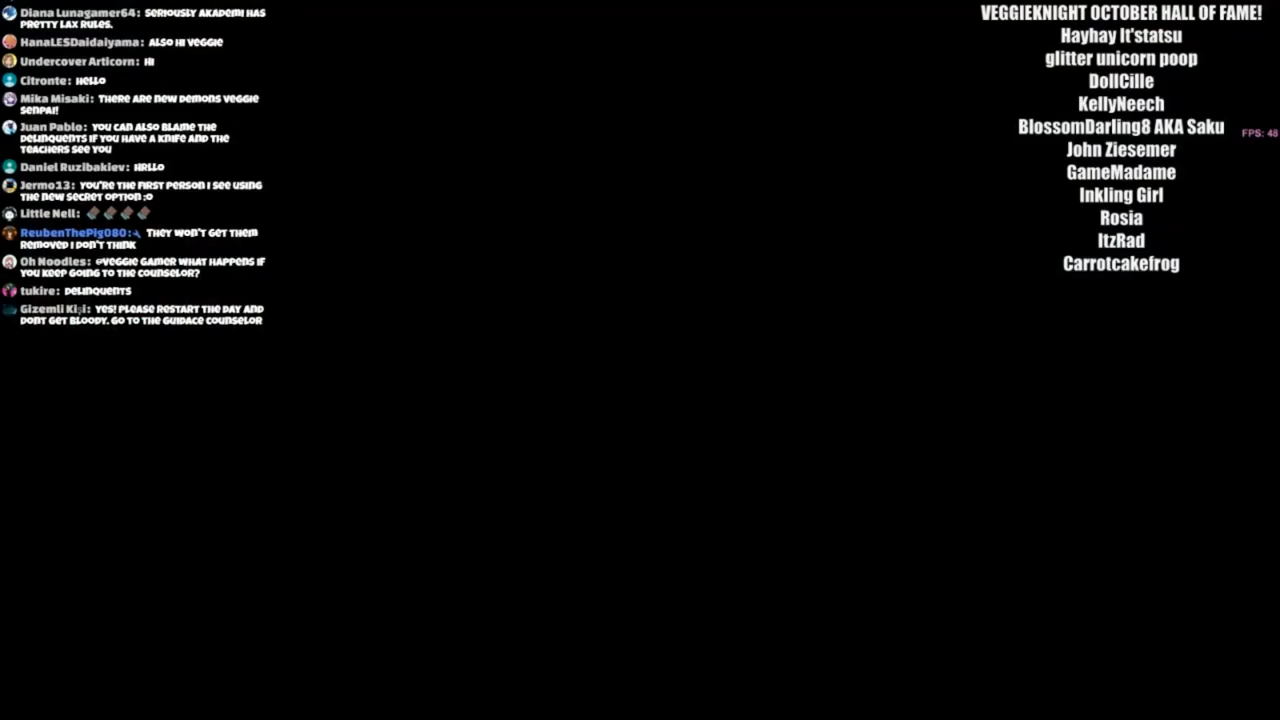 Diana Lunagamer64: SERIOUSLY AKADEMI HAS
PRETTY LAX RULES.
HanaLESDaidaiyama: ALSO HI VEGGIE
Undercover Articorn: HI
Citronte: HELLO
Mika Misaki: THERE ARE NEW DEMONS VEGGIE
SENPAI!
Juan Pablo: YOU CAN ALSO BLAME THE
DELINQUENTS IF YOU HAVE A KNIFE AND THE
TEACHERS SEE YOU
Daniel Ruzibakiev: HRLLO
Jermo13: YOU'RE THE FIRST PERSON I SEE USING
THE NEW SECRET OPTION ;O
Little Nell:
ReubenThePig080: THEY WON'T GET THEM
REMOVED I DON'T THINK
Oh Noodles: @VEGGIE GAMER WHAT HAPPENS IF
YOU KEEP GOING TO THE COUNSELOR?
tukire: DELINQUENTS
Gizemli Kişi: YES! PLEASE RESTART THE DAY AND
DONT GET BLOODY. GO TO THE GUIDACE COUNSELOR
VEGGIEKNIGHT OCTOBER HALL OF FAME!
Hayhay It'statsu
glitter unicorn poop
DollCille
KellyNeech
BlossomDarling8 AKA Saku
John Ziesemer
GameMadame
Inkling Girl
Rosia
ItzRad
Carrotcakefrog
FPS: 48